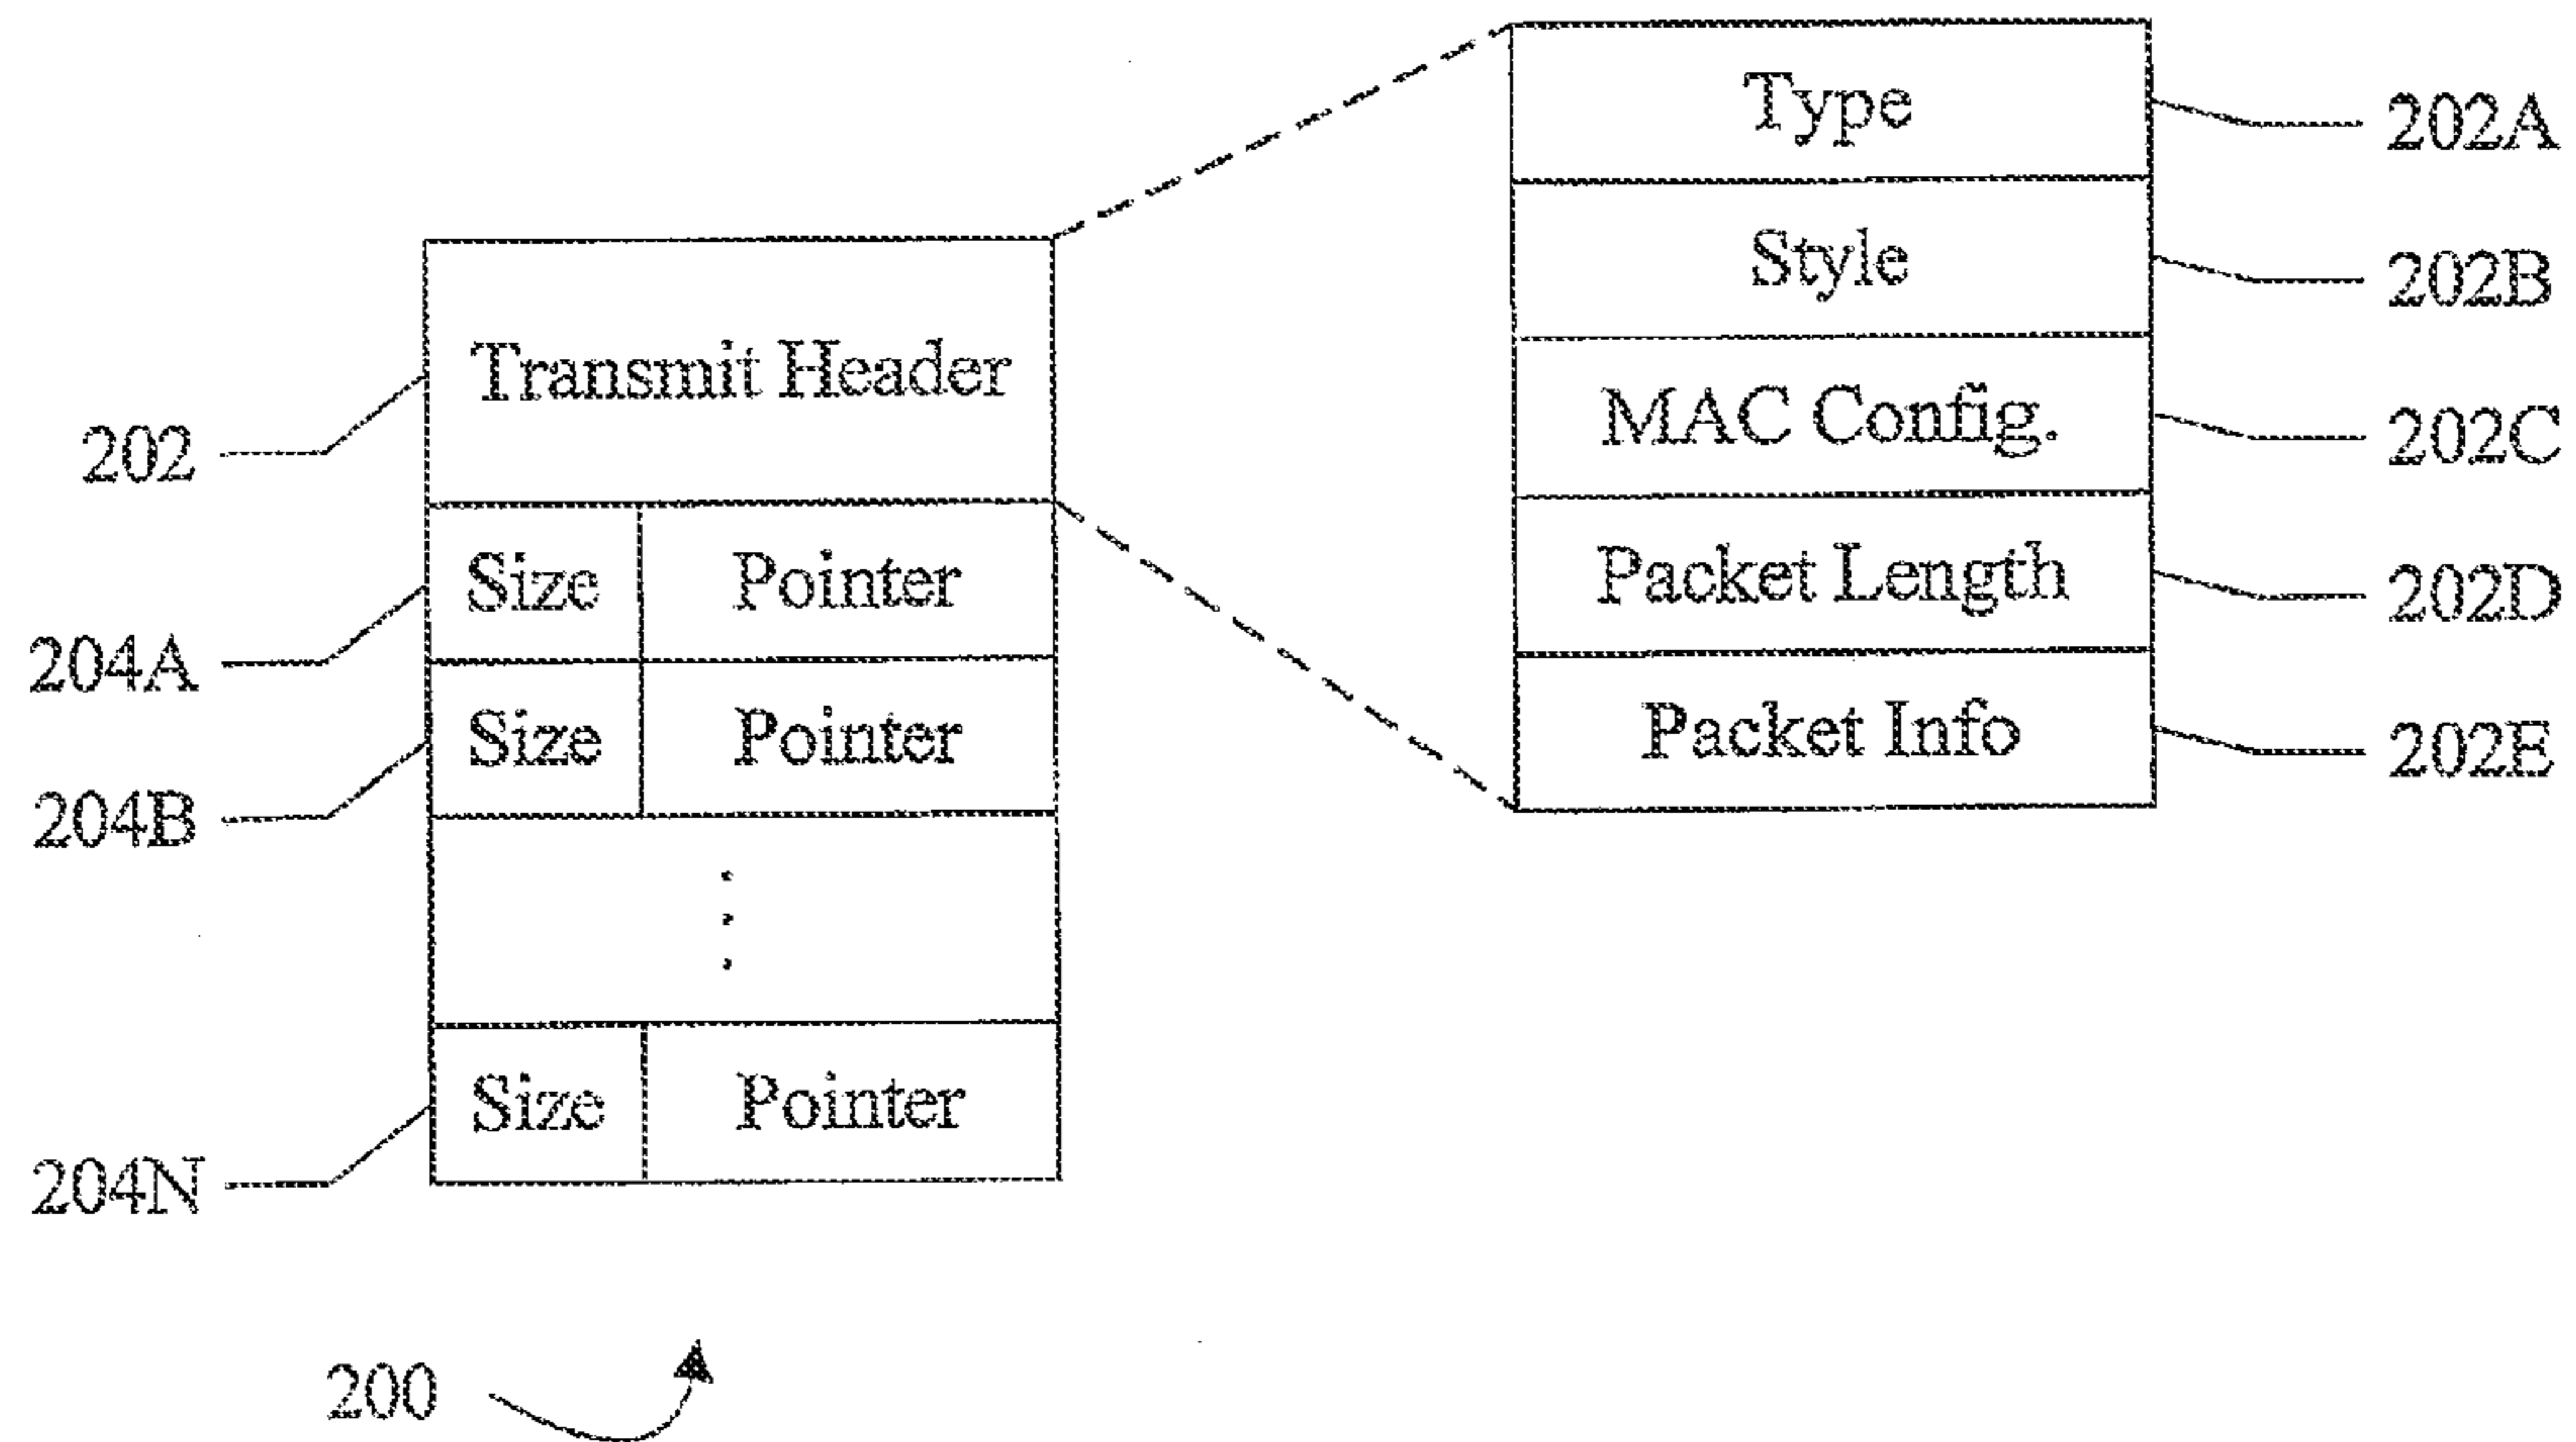 Type
202A
Style
202B
Transmit Header
MAC Config.
202C
202
Size Pointer
Packet Length
202D
204A
Size Pointer
Packet Info
202E
204B
Size Pointer
204N
200